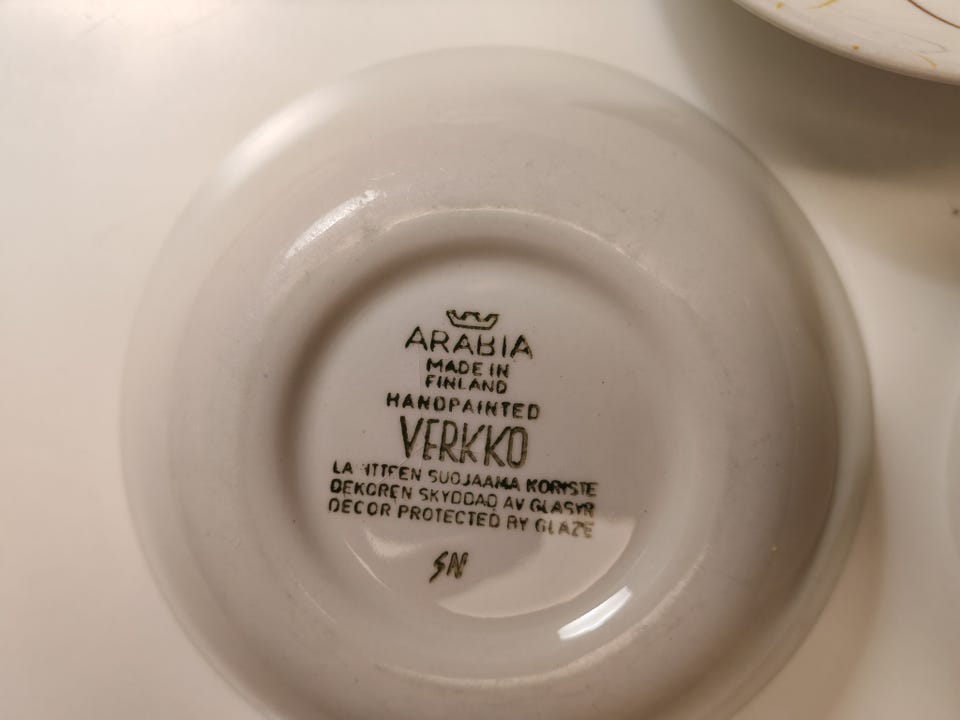 ARABIA
MADE IN
FINLAND
HANDPAINTED
VERKKO
SUOJAAMA KORISTE
DEKOREN SKYDDAD AV GLASYR
DECOR PROTECTED BY GLAZE
SN